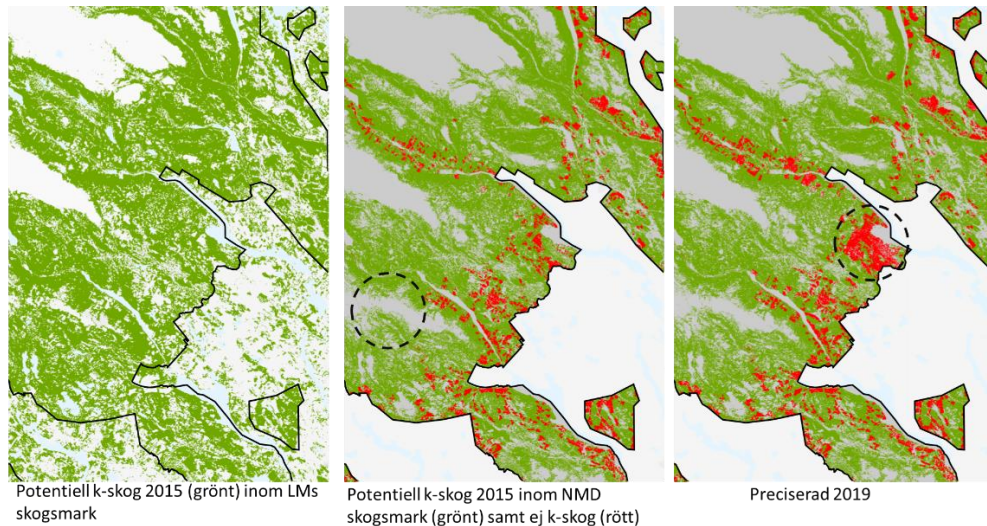 Potentiell k-skog 2015 (grönt) inom LMs
skogsmark
Potentiell k-skog 2015 inom NMD
skogsmark (grönt) samt ej k-skog (rött)
Preciserad 2019